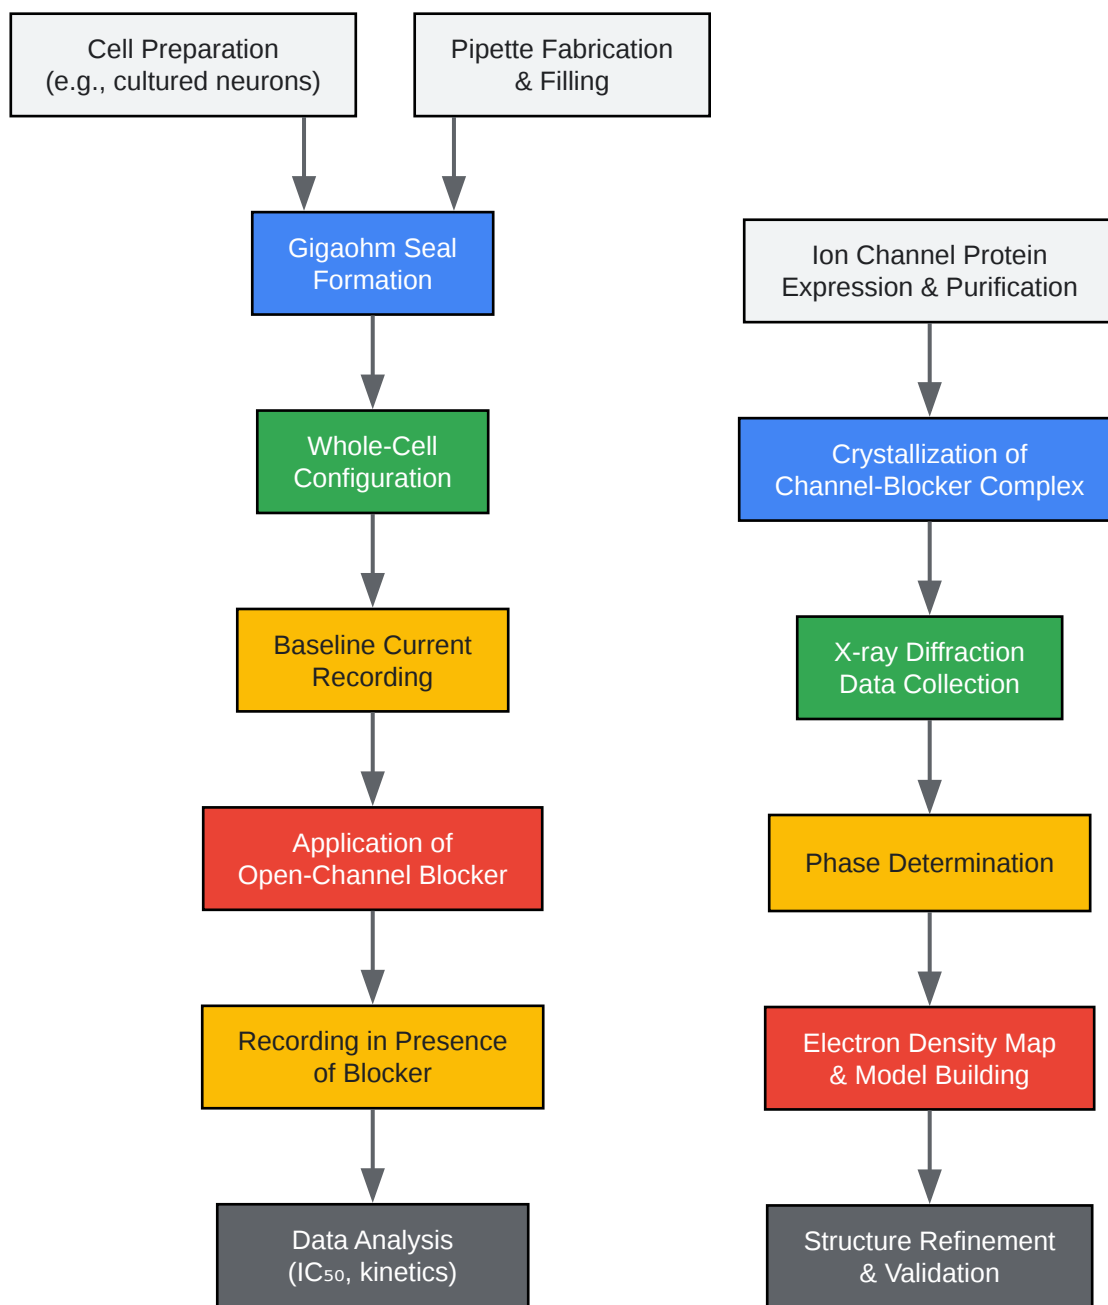 Cell Preparation
(e.g., cultured neurons)
Pipette Fabrication
& Filling
Gigaohm Seal
Formation
Whole-Cell
Configuration
Baseline Current
Recording
Application of
Open-Channel Blocker
Recording in Presence
of Blocker
Data Analysis
(IC₅₀, kinetics)
Ion Channel Protein
Expression & Purification
Crystallization of
Channel-Blocker Complex
X-ray Diffraction
Data Collection
Phase Determination
Electron Density Map
& Model Building
Structure Refinement
& Validation